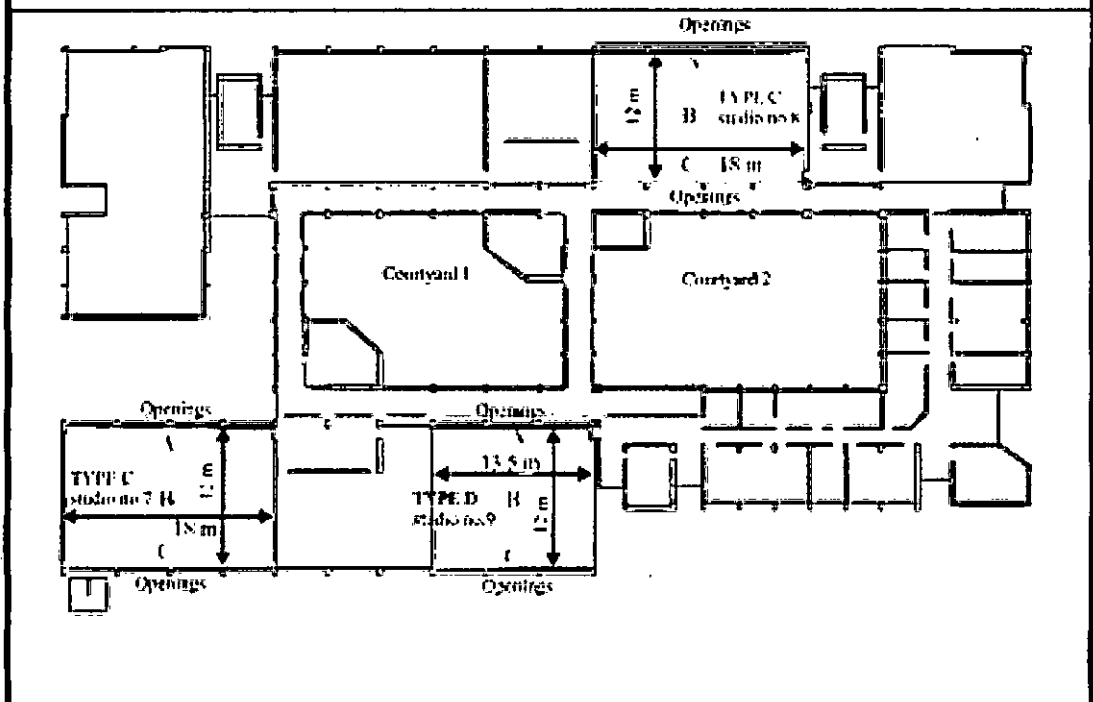 Openings
12 m
B
TYPE C
studio no 8
C
18 m
Openings
Courtyard 1
Courtyard 2
Openings
Openings
TYPE C
studio no 7
B
12 m
18 m
C
13.5 m
TYPE D
studio no 9
B
12 m
C
Openings
Openings